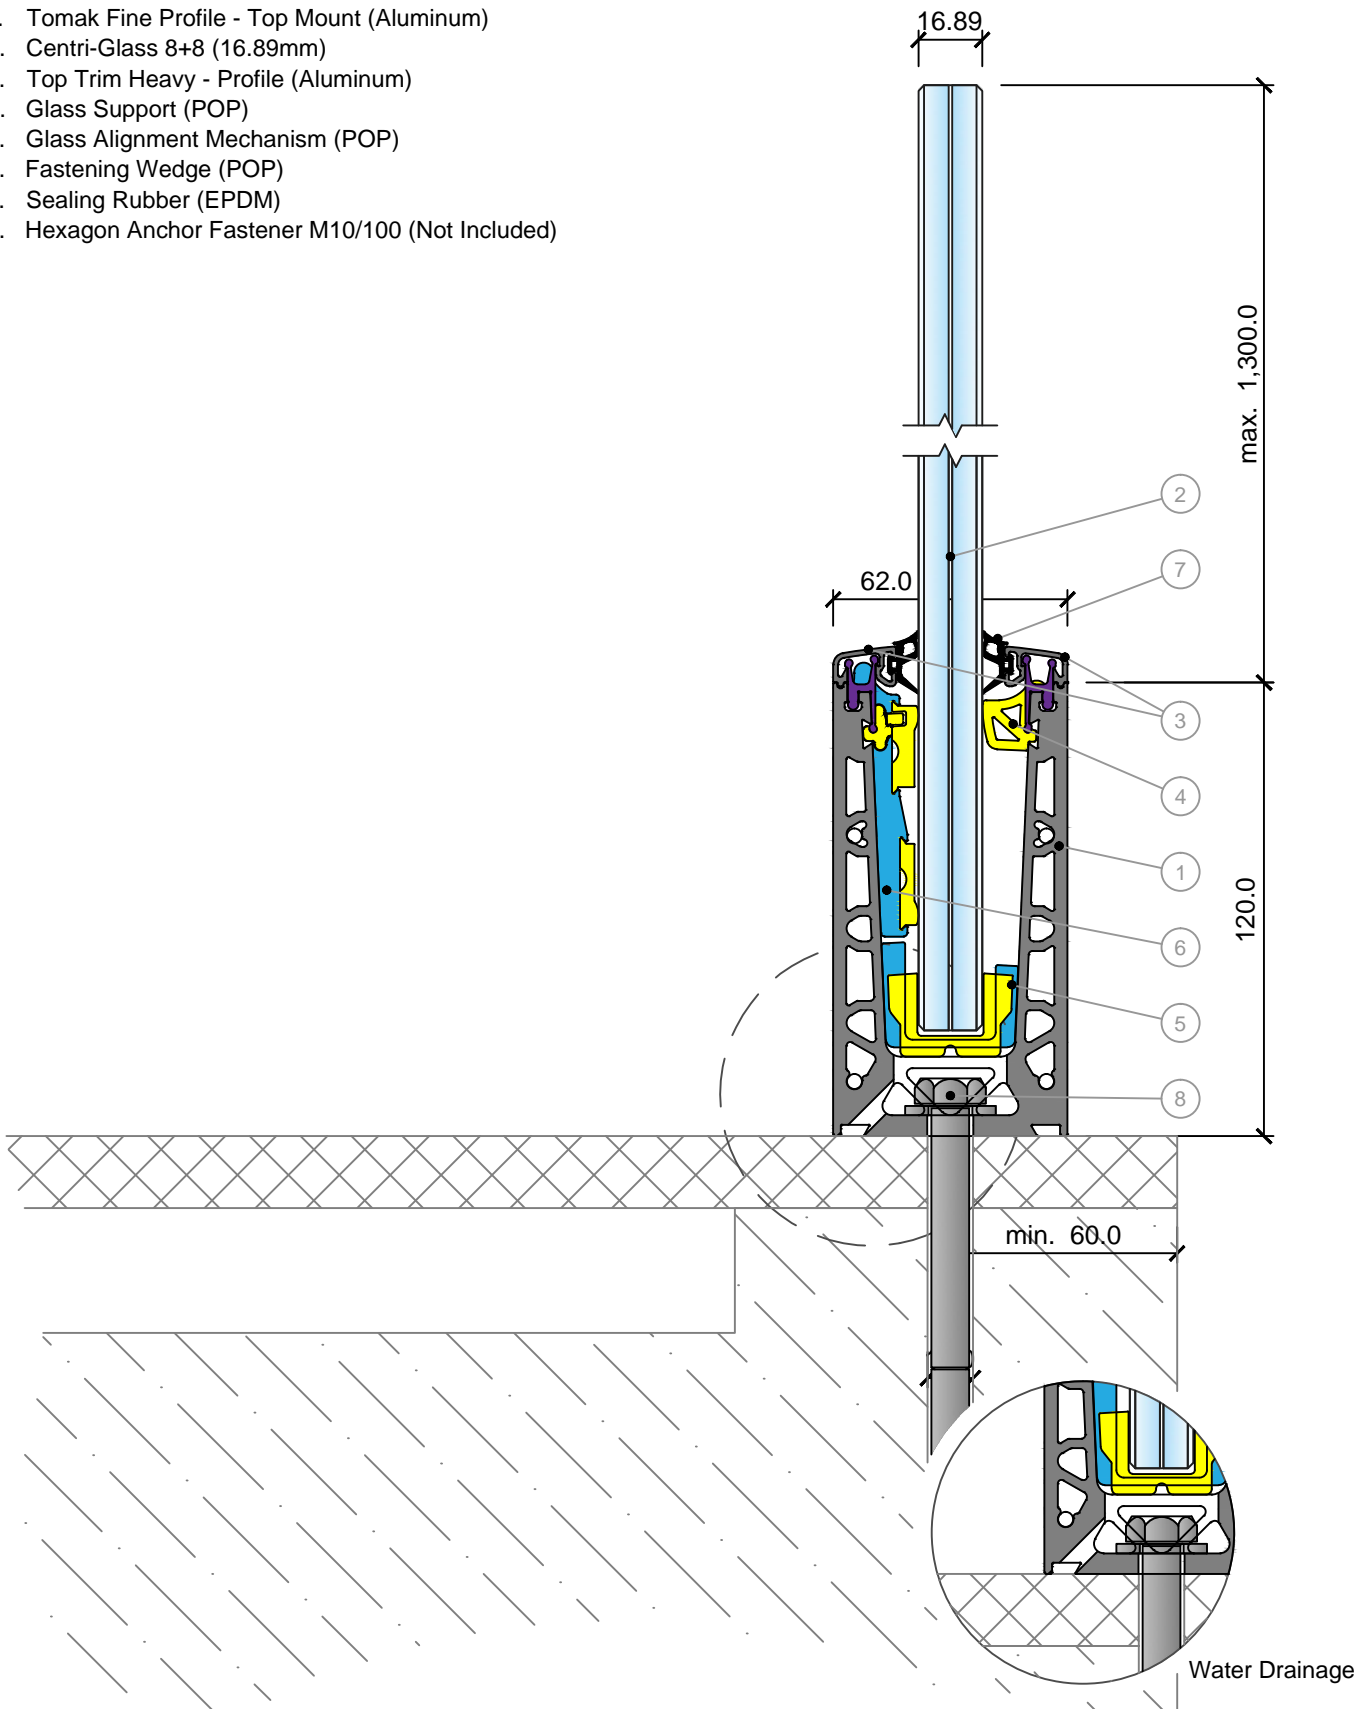 . Tomak Fine Profile - Top Mount (Aluminum)
. Centri-Glass 8+8 (16.89mm)
. Top Trim Heavy - Profile (Aluminum)
. Glass Support (POP)
. Glass Alignment Mechanism (POP)
. Fastening Wedge (POP)
. Sealing Rubber (EPDM)
. Hexagon Anchor Fastener M10/100 (Not Included)
16.89
max. 1,300.0
2
7
62.0
3
4
1
120.0
6
5
8
min. 60.0
Water Drainage